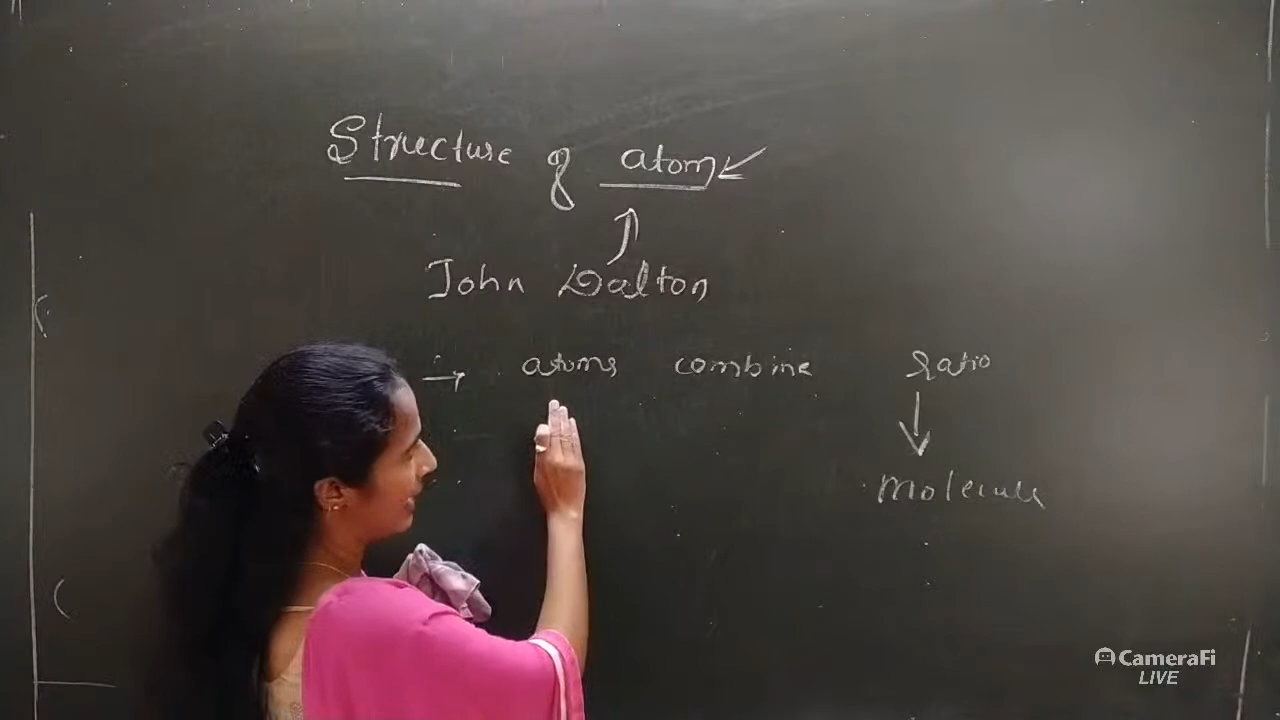 Structure of atom
John Dalton
→ atoms combine ratio
molecule
CameraFi
LIVE